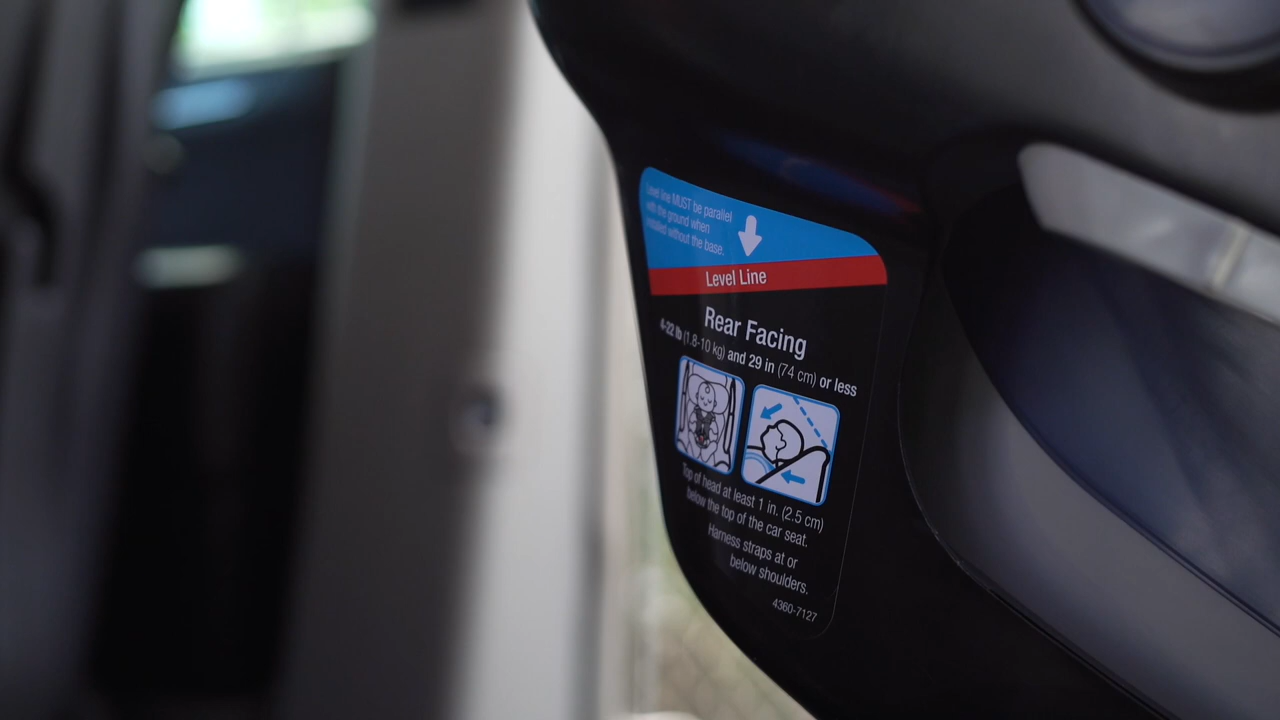 Level line MUST be parallel
with the ground when
installed without the base.
Level Line
Rear Facing
4-22 lb (1.8-10 kg) and 29 in (74 cm) or less
Top of head at least 1 in. (2.5 cm)
below the top of the car seat.
Harness straps at or
below shoulders.
4360-7127